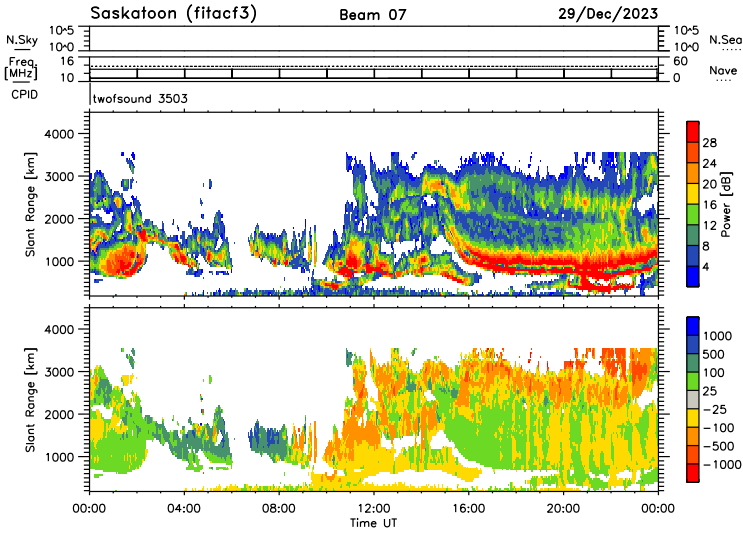 Saskatoon (fitacf3) Beam 07 29/Dec/2023
N.Sky 10^5 10^0 10^5 10^0 N.Sea
Freq. [MHz] 16 10 60 0 Nave
CPID twofsound 3503
Slant Range [km] 4000 3000 2000 1000
28 24 20 16 12 8 4 Power [dB]
Slant Range [km] 4000 3000 2000 1000
1000 500 100 25 -25 -100 -500 -1000
00:00 04:00 08:00 12:00 16:00 20:00 00:00
Time UT